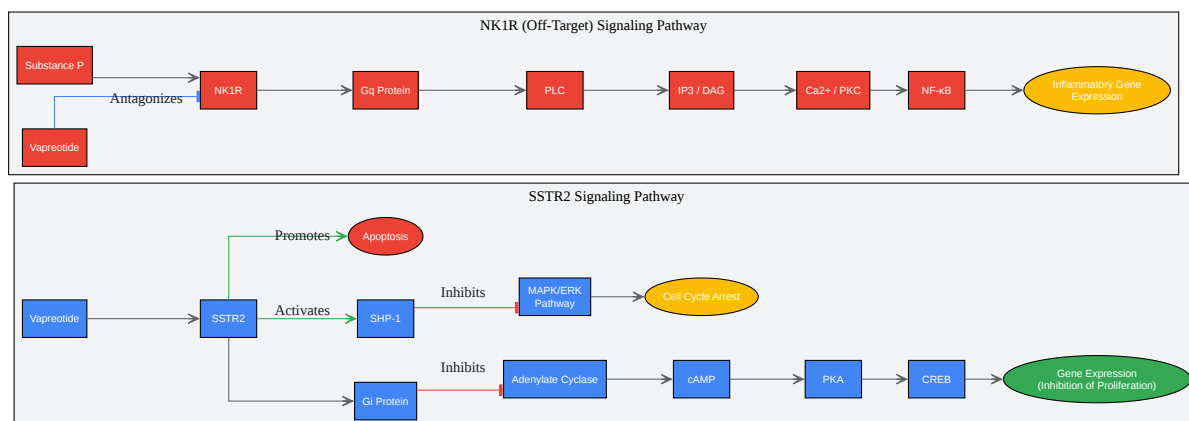 NK1R (Off-Target) Signaling Pathway
Substance P
NK1R
Gq Protein
PLC
IP3 / DAG
Ca2+ / PKC
NF-κB
Inflammatory Gene
Expression
Antagonizes
Vapreotide
SSTR2 Signaling Pathway
Promotes
Apoptosis
Vapreotide
SSTR2
Activates
SHP-1
Inhibits
MAPK/ERK
Pathway
Cell Cycle Arrest
Gi Protein
Inhibits
Adenylate Cyclase
cAMP
PKA
CREB
Gene Expression
(Inhibition of Proliferation)